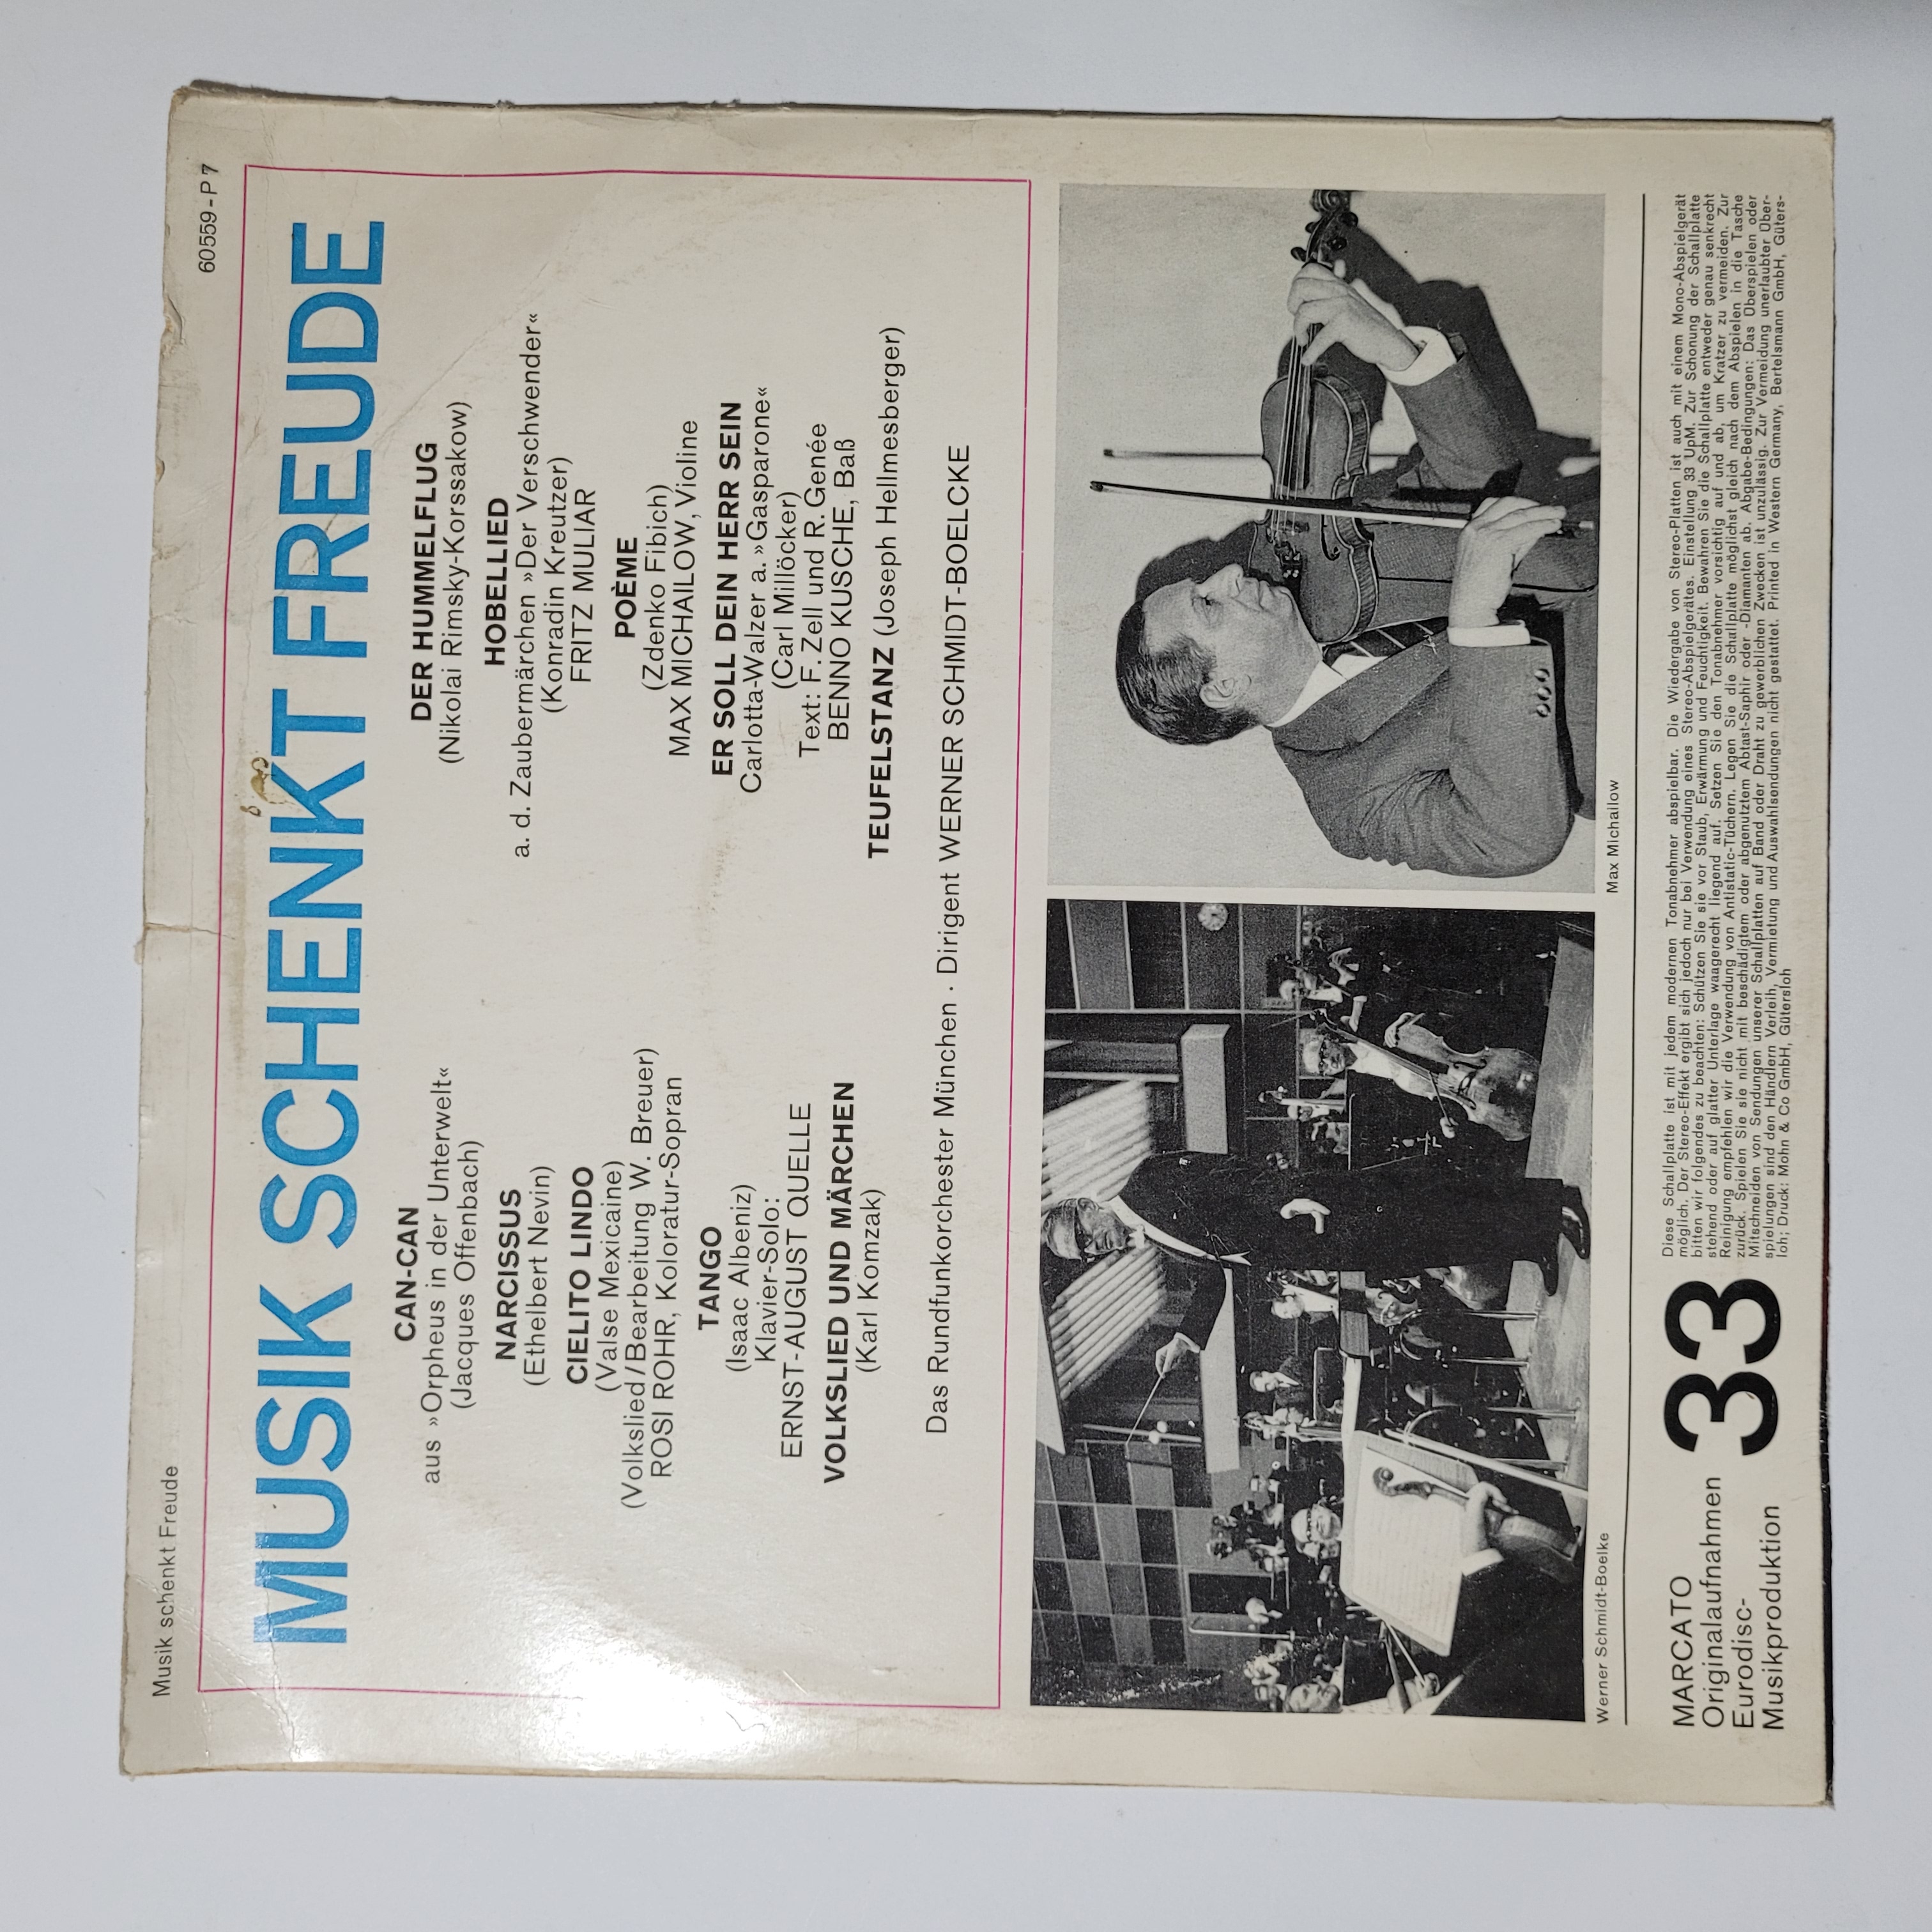 Musik schenkt Freude
60559-P7
MUSIK SCHENKT FREUDE
CAN-CAN
aus »Orpheus in der Unterwelt«
(Jacques Offenbach)
NARCISSUS
(Ethelbert Nevin)
CIELITO LINDO
(Valse Mexicaine)
(Volkslied/Bearbeitung W. Breuer)
ROSI ROHR, Koloratur-Sopran
TANGO
(Isaac Albeniz)
Klavier-Solo:
ERNST-AUGUST QUELLE
VOLKSLIED UND MÄRCHEN
(Karl Komzak)
DER HUMMELFLUG
(Nikolai Rimsky-Korssakow)
HOBELLIED
a. d. Zaubermärchen »Der Verschwender«
(Konradin Kreutzer)
FRITZ MULIAR
POÈME
(Zdenko Fibich)
MAX MICHAILOW, Violine
ER SOLL DEIN HERR SEIN
Carlotta-Walzer a. »Gasparone«
(Carl Millöcker)
Text: F. Zell und R. Genée
BENNO KUSCHE, Baß
TEUFELSTANZ (Joseph Hellmesberger)
Das Rundfunkorchester München · Dirigent WERNER SCHMIDT-BOELCKE
Werner Schmidt-Boelke
Max Michailow
MARCATO
Originalaufnahmen
Eurodisc-
Musikproduktion
33
Diese Schallplatte ist mit jedem modernen Tonabnehmer abspielbar. Die Wiedergabe von Stereo-Platten ist auch mit einem Mono-Abspielgerät
möglich. Der Stereo-Effekt ergibt sich jedoch nur bei Verwendung eines Stereo-Abspielgerätes. Einstellung 33 UpM. Zur Schonung der Schallplatte
bitten wir folgendes zu beachten: Schützen Sie sie vor Staub, Erwärmung und Feuchtigkeit. Bewahren Sie die Schallplatte entweder genau senkrecht
stehend oder auf glatter Unterlage waagerecht liegend auf. Setzen Sie den Tonabnehmer vorsichtig auf und ab, um Kratzer zu vermeiden. Zur
Reinigung empfehlen wir die Verwendung von Antistatic-Tüchern. Legen Sie die Schallplatte möglichst gleich nach dem Abspielen in die Tasche
zurück. Spielen Sie sie nicht mit beschädigtem oder abgenutztem Abtast-Saphir oder -Diamanten ab. Abgabe-Bedingungen: Das Überspielen oder
Mitschneiden von Sendungen unserer Schallplatten auf Band oder Draht zu gewerblichen Zwecken ist unzulässig. Zur Vermeidung unerlaubter Über-
spielungen sind den Händlern Verleih, Vermietung und Auswahlsendungen nicht gestattet. Printed in Western Germany, Bertelsmann GmbH, Güters-
loh; Druck: Mohn & Co GmbH, Gütersloh